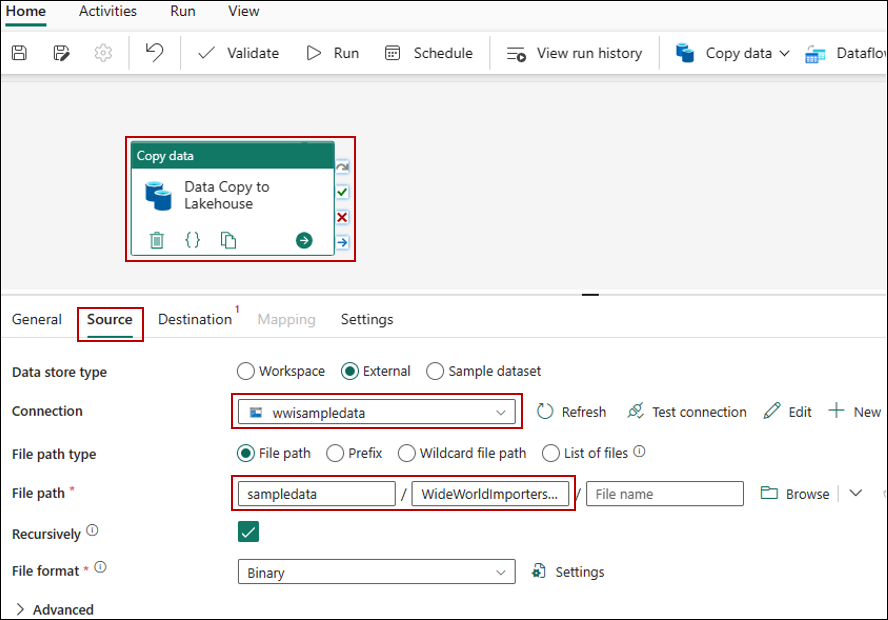 Home Activities Run View
Validate Run Schedule View run history Copy data Dataflo
Copy data
Data Copy to
Lakehouse
General Source Destination 1 Mapping Settings
Data store type Workspace External Sample dataset
Connection wwisampledata Refresh Test connection Edit New
File path type File path Prefix Wildcard file path List of files
File path * sampledata / WideWorldImporters... / File name Browse
Recursively
File format * Binary Settings
Advanced